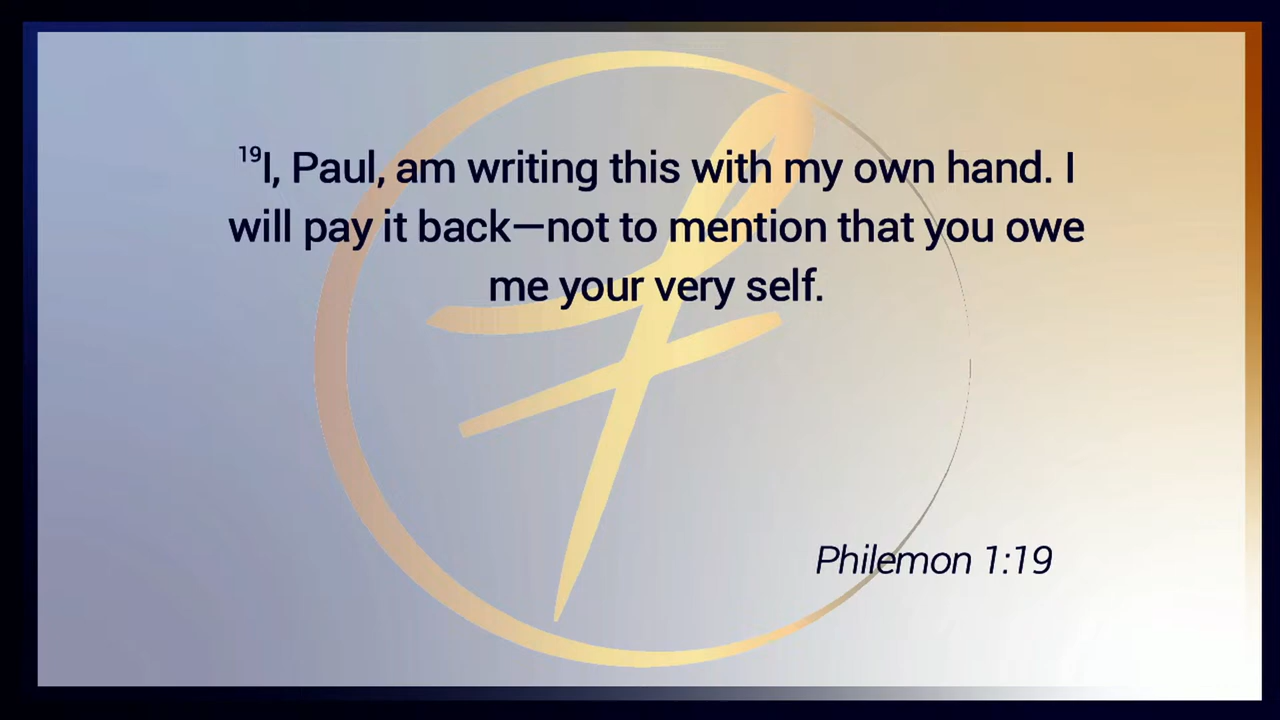 ¹⁹I, Paul, am writing this with my own hand. I
will pay it back—not to mention that you owe
me your very self.
Philemon 1:19